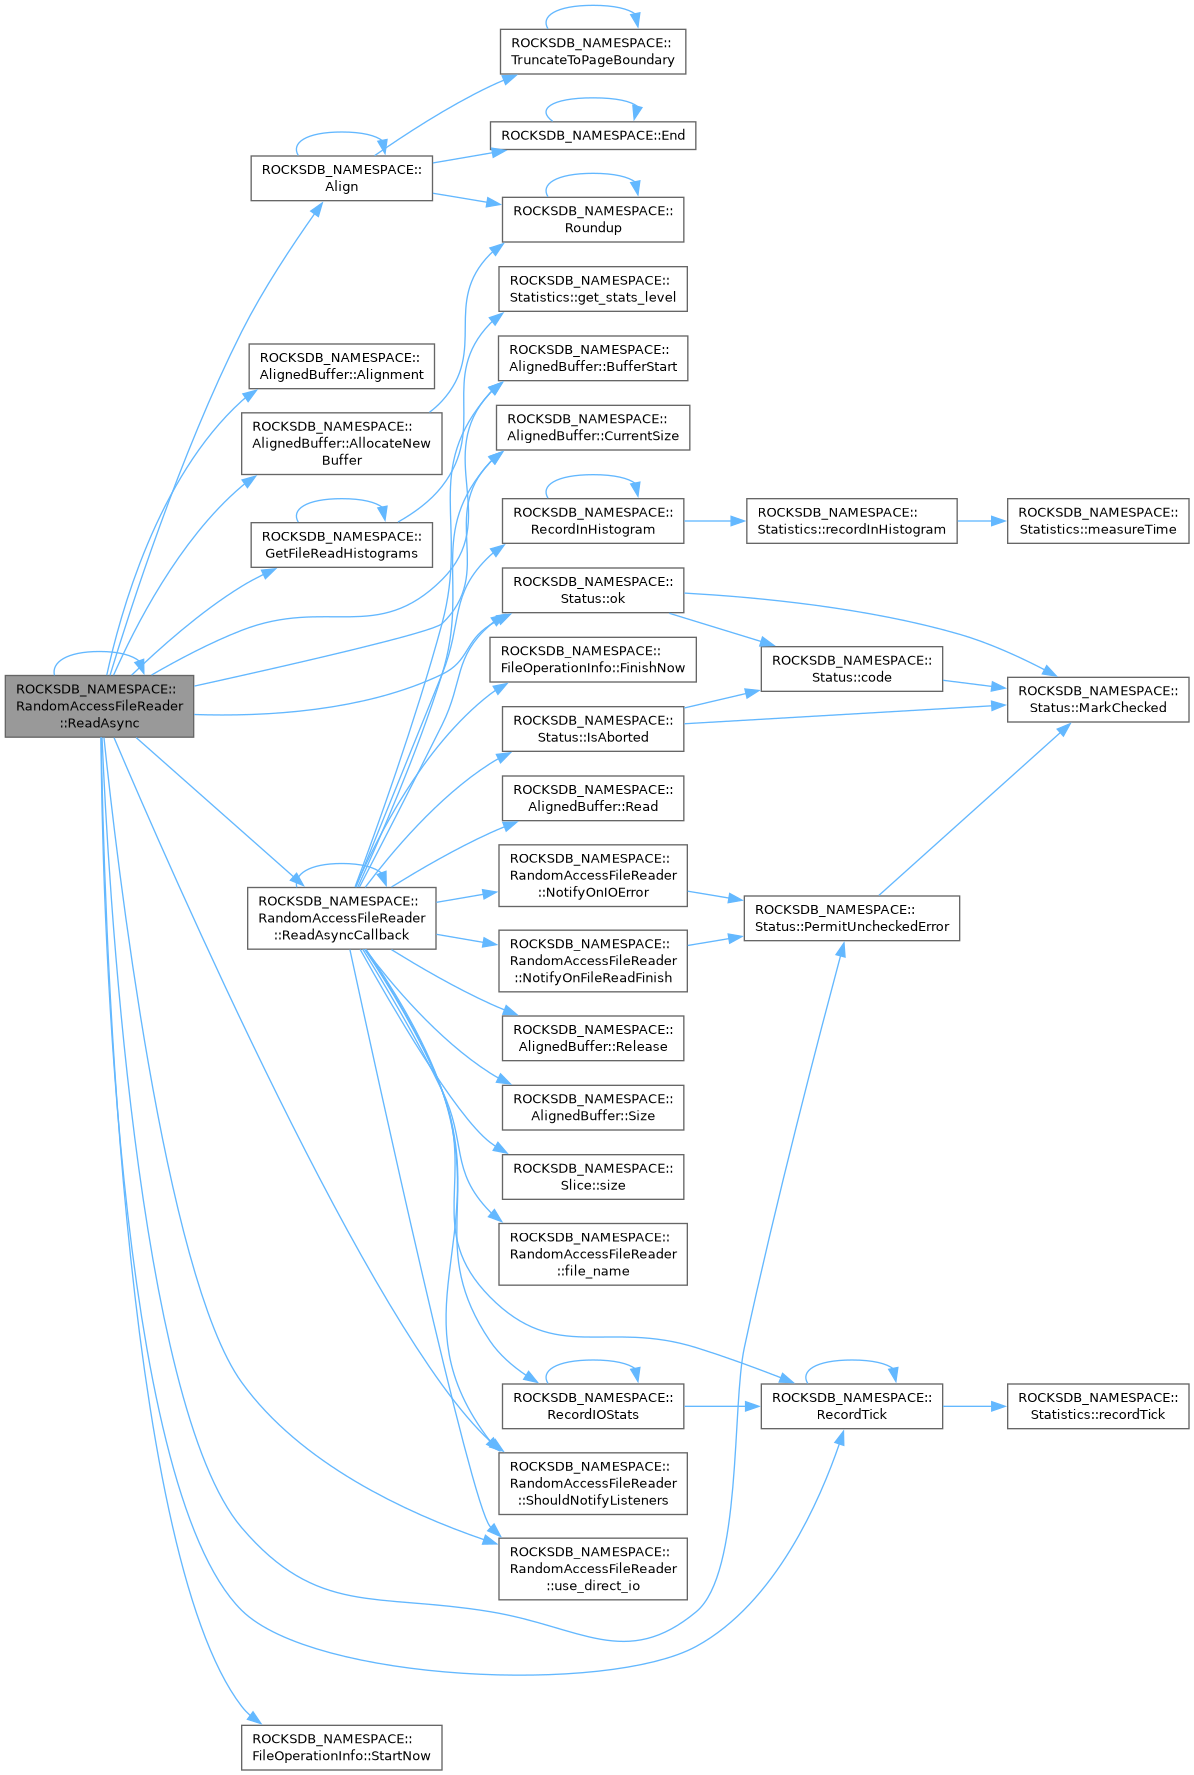 ROCKSDB_NAMESPACE::
TruncateToPageBoundary
ROCKSDB_NAMESPACE::End
ROCKSDB_NAMESPACE::
Align
ROCKSDB_NAMESPACE::
Roundup
ROCKSDB_NAMESPACE::
Statistics::get_stats_level
ROCKSDB_NAMESPACE::
AlignedBuffer::Alignment
ROCKSDB_NAMESPACE::
AlignedBuffer::BufferStart
ROCKSDB_NAMESPACE::
AlignedBuffer::AllocateNew
Buffer
ROCKSDB_NAMESPACE::
AlignedBuffer::CurrentSize
ROCKSDB_NAMESPACE::
GetFileReadHistograms
ROCKSDB_NAMESPACE::
RecordInHistogram
ROCKSDB_NAMESPACE::
Statistics::recordInHistogram
ROCKSDB_NAMESPACE::
Statistics::measureTime
ROCKSDB_NAMESPACE::
Status::ok
ROCKSDB_NAMESPACE::
FileOperationInfo::FinishNow
ROCKSDB_NAMESPACE::
Status::code
ROCKSDB_NAMESPACE::
RandomAccessFileReader
::ReadAsync
ROCKSDB_NAMESPACE::
Status::IsAborted
ROCKSDB_NAMESPACE::
Status::MarkChecked
ROCKSDB_NAMESPACE::
AlignedBuffer::Read
ROCKSDB_NAMESPACE::
RandomAccessFileReader
::NotifyOnIOError
ROCKSDB_NAMESPACE::
RandomAccessFileReader
::ReadAsyncCallback
ROCKSDB_NAMESPACE::
Status::PermitUncheckedError
ROCKSDB_NAMESPACE::
RandomAccessFileReader
::NotifyOnFileReadFinish
ROCKSDB_NAMESPACE::
AlignedBuffer::Release
ROCKSDB_NAMESPACE::
AlignedBuffer::Size
ROCKSDB_NAMESPACE::
Slice::size
ROCKSDB_NAMESPACE::
RandomAccessFileReader
::file_name
ROCKSDB_NAMESPACE::
RecordIOStats
ROCKSDB_NAMESPACE::
RecordTick
ROCKSDB_NAMESPACE::
Statistics::recordTick
ROCKSDB_NAMESPACE::
RandomAccessFileReader
::ShouldNotifyListeners
ROCKSDB_NAMESPACE::
RandomAccessFileReader
::use_direct_io
ROCKSDB_NAMESPACE::
FileOperationInfo::StartNow